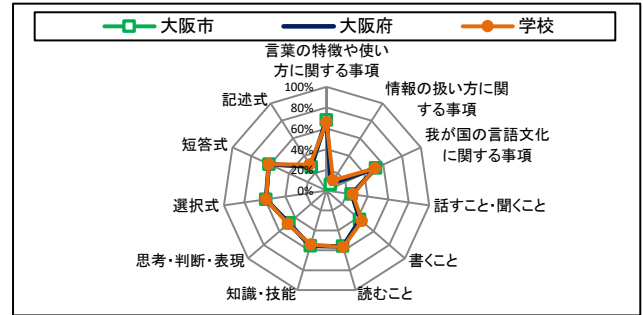 大阪市 大阪府 学校
言葉の特徴や使い
方に関する事項
情報の扱い方に関
する事項
我が国の言語文化
に関する事項
話すこと・聞くこと
書くこと
読むこと
知識・技能
思考・判断・表現
選択式
短答式
記述式
100%
80%
60%
40%
20%
0%